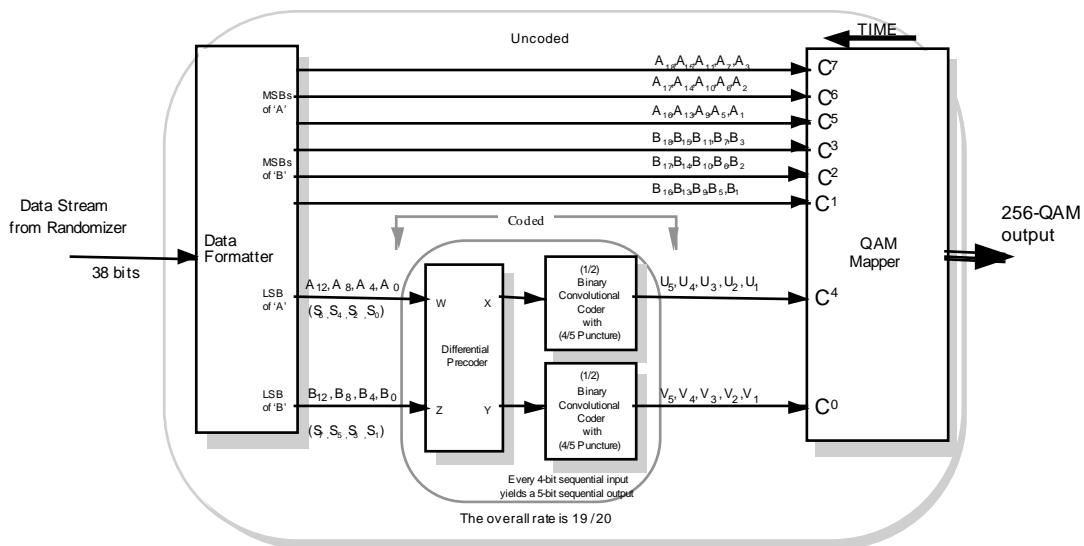 Uncoded
TIME
A18,A15,A11,A7,A3
C7
MSBs
of 'A'
A17,A14,A10,A6,A2
C6
A16,A13,A9,A5,A1
C5
B18,B15,B11,B7,B3
C3
MSBs
of 'B'
B17,B14,B10,B6,B2
C2
B16,B13,B9,B5,B1
C1
Data Stream
from Randomizer
38 bits
Data
Formatter
Coded
QAM
Mapper
256-QAM
output
LSB
of 'A'
A12, A8, A4, A0
(S6,S4,S2,S0)
W
X
(1/2)
Binary
Convolutional
Coder
with
(4/5 Puncture)
U5, U4, U3, U2, U1
C4
Differential
Precoder
LSB
of 'B'
B12, B8, B4, B0
(S7,S5,S3,S1)
Z
Y
(1/2)
Binary
Convolutional
Coder
with
(4/5 Puncture)
V5, V4, V3, V2, V1
C0
Every 4-bit sequential input
yields a 5-bit sequential output
The overall rate is 19/20